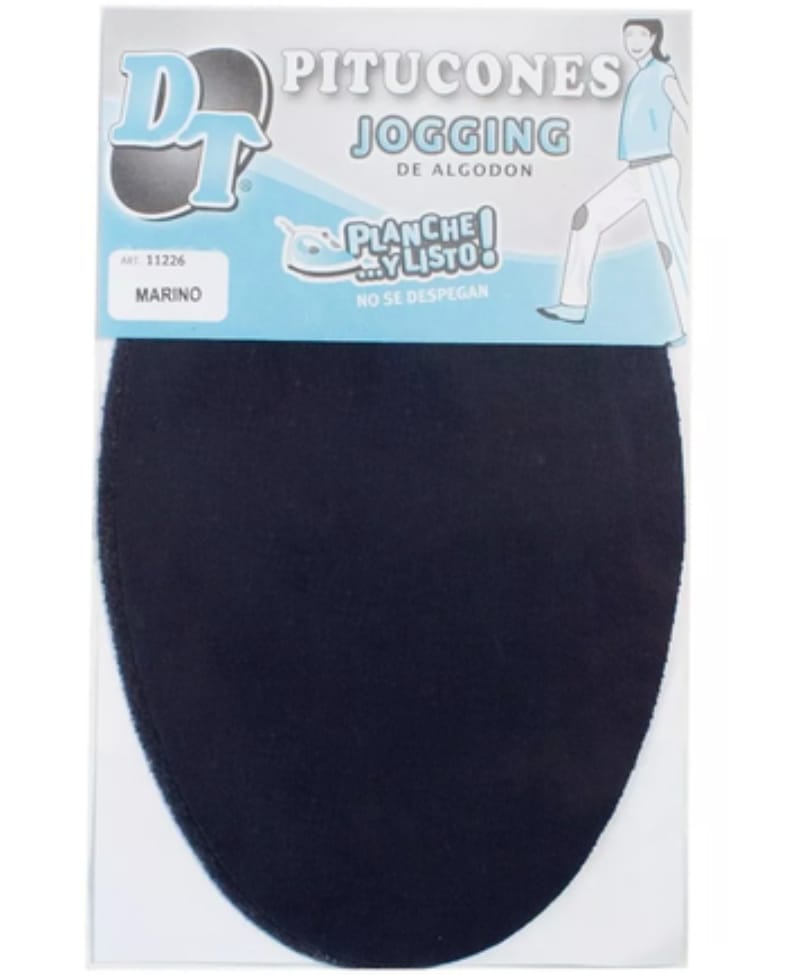 DT®
PITUCONES
JOGGING
DE ALGODON
PLANCHE
...Y LISTO!
NO SE DESPEGAN
ART. 11226
MARINO